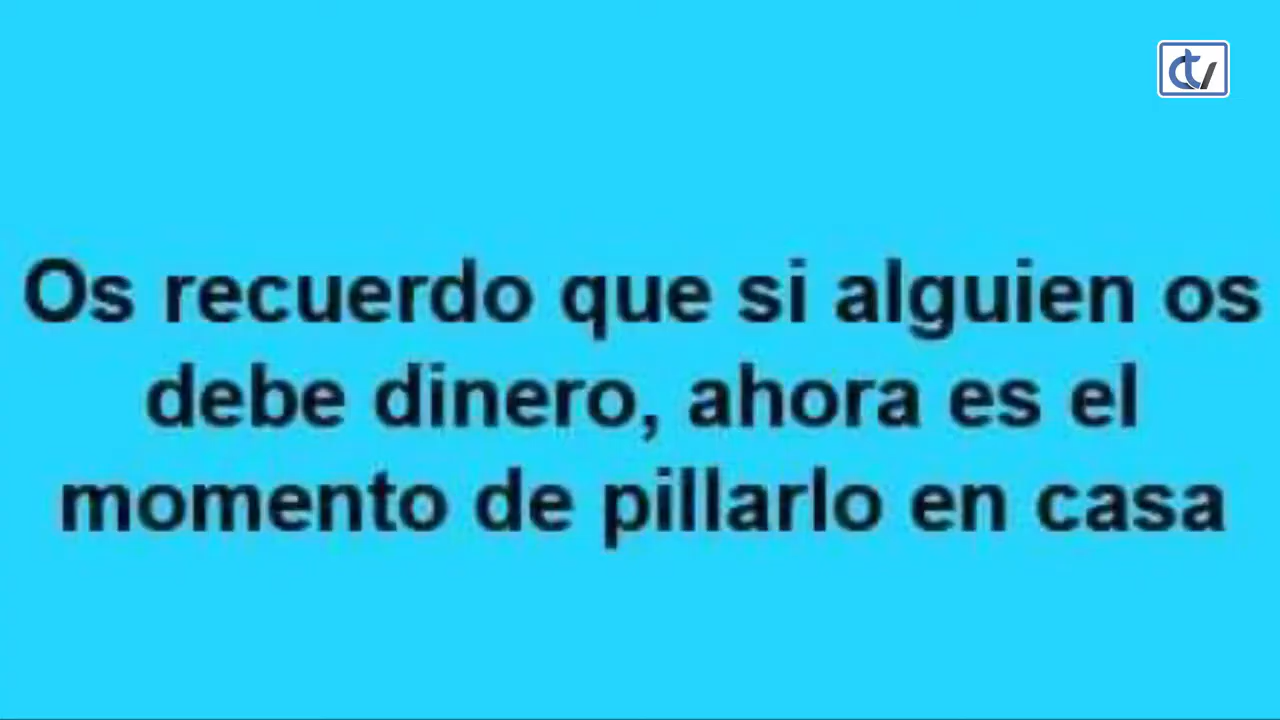 Os recuerdo que si alguien os
debe dinero, ahora es el
momento de pillarlo en casa